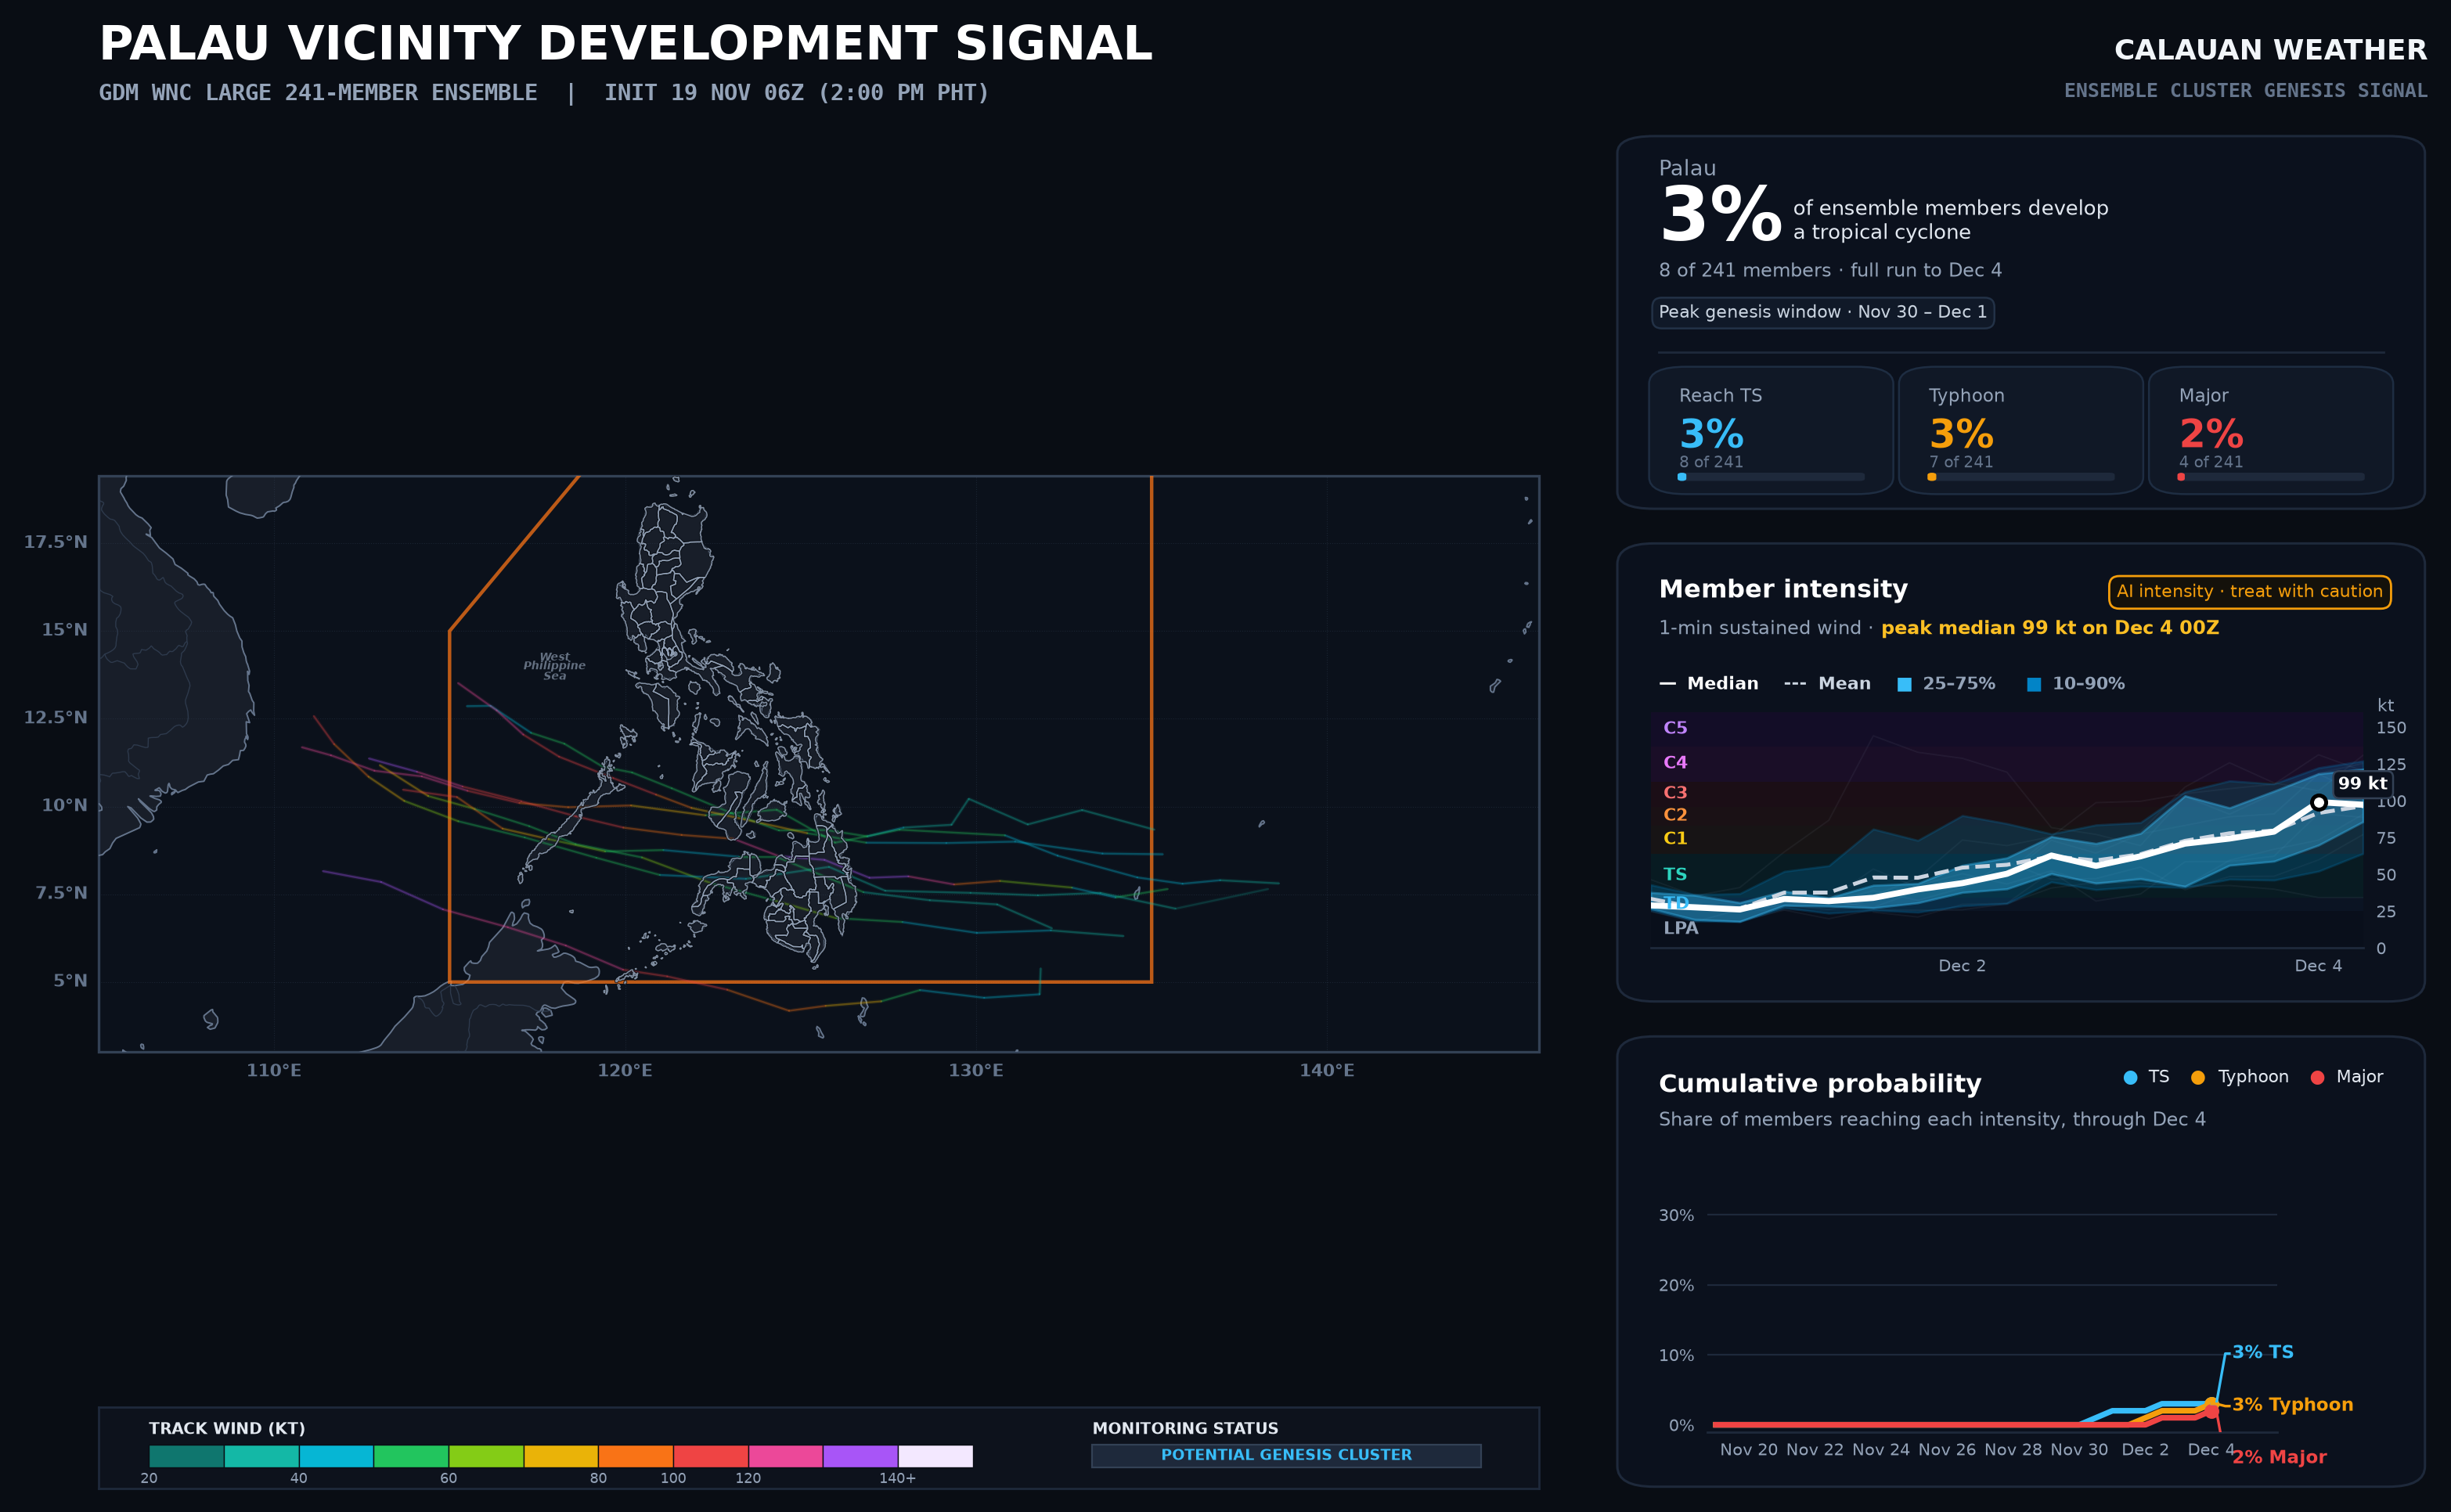 PALAU VICINITY DEVELOPMENT SIGNAL
GDM WNC LARGE 241-MEMBER ENSEMBLE | INIT 19 NOV 06Z (2:00 PM PHT)
CALAUAN WEATHER
ENSEMBLE CLUSTER GENESIS SIGNAL
17.5°N
15°N
12.5°N
10°N
7.5°N
5°N
110°E 120°E 130°E 140°E
West
Philippine
Sea
TRACK WIND (KT)
20 40 60 80 100 120 140+
MONITORING STATUS
POTENTIAL GENESIS CLUSTER
Palau
3% of ensemble members develop
a tropical cyclone
8 of 241 members · full run to Dec 4
Peak genesis window · Nov 30 – Dec 1
Reach TS
3%
8 of 241
Typhoon
3%
7 of 241
Major
2%
4 of 241
Member intensity
AI intensity · treat with caution
1-min sustained wind · peak median 99 kt on Dec 4 00Z
Median Mean 25–75% 10–90%
kt
C5
C4
C3
C2
C1
TS
TD
LPA
150
125
100
75
50
25
0
99 kt
Dec 2 Dec 4
Cumulative probability
TS Typhoon Major
Share of members reaching each intensity, through Dec 4
30%
20%
10%
0%
3% TS
3% Typhoon
2% Major
Nov 20 Nov 22 Nov 24 Nov 26 Nov 28 Nov 30 Dec 2 Dec 4